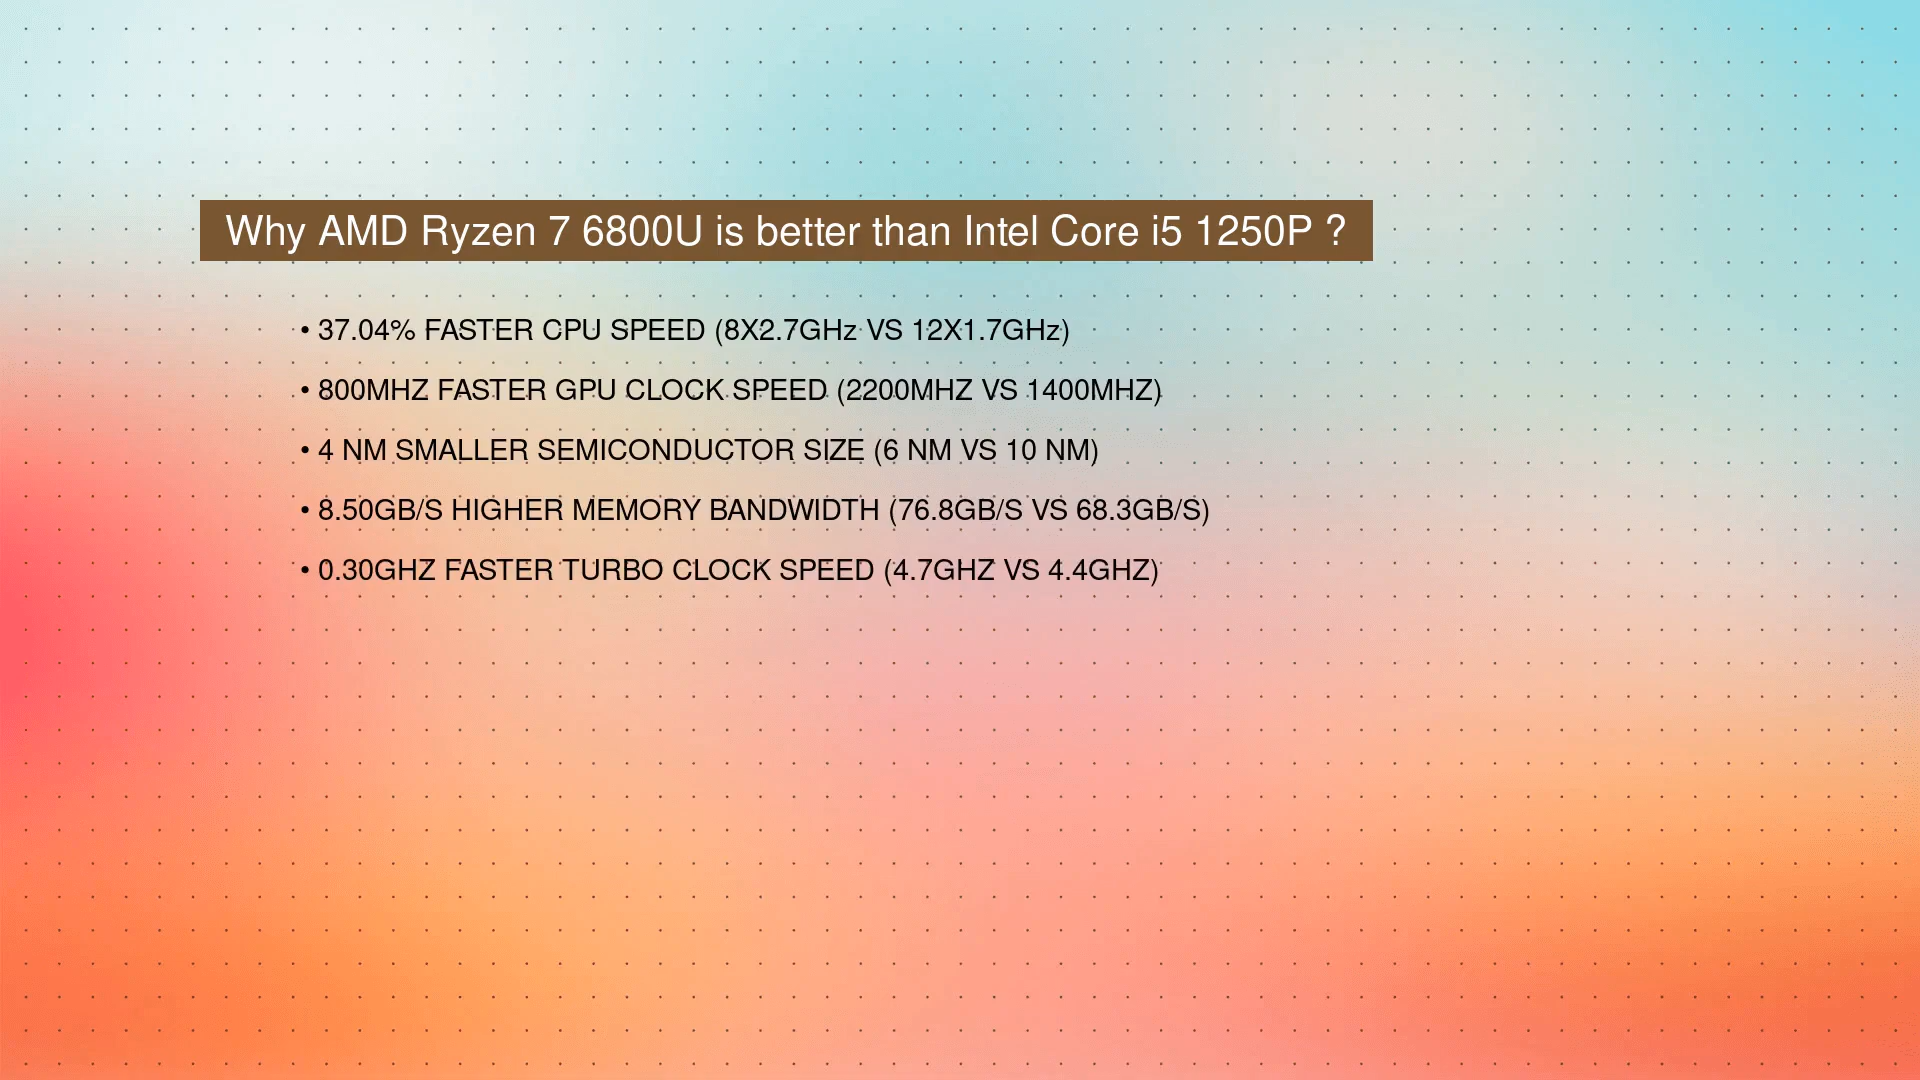 Why AMD Ryzen 7 6800U is better than Intel Core i5 1250P ?
• 37.04% FASTER CPU SPEED (8X2.7GHz VS 12X1.7GHz)
• 800MHZ FASTER GPU CLOCK SPEED (2200MHZ VS 1400MHZ)
• 4 NM SMALLER SEMICONDUCTOR SIZE (6 NM VS 10 NM)
• 8.50GB/S HIGHER MEMORY BANDWIDTH (76.8GB/S VS 68.3GB/S)
• 0.30GHZ FASTER TURBO CLOCK SPEED (4.7GHZ VS 4.4GHZ)